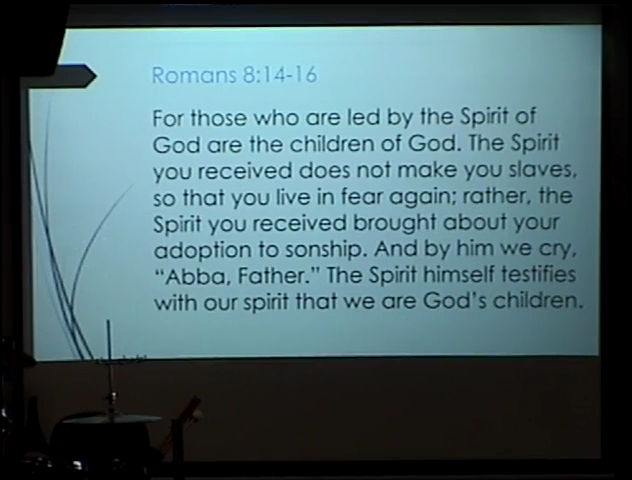 Romans 8:14-16
For those who are led by the Spirit of
God are the children of God. The Spirit
you received does not make you slaves,
so that you live in fear again; rather, the
Spirit you received brought about your
adoption to sonship. And by him we cry,
“Abba, Father.” The Spirit himself testifies
with our spirit that we are God’s children.